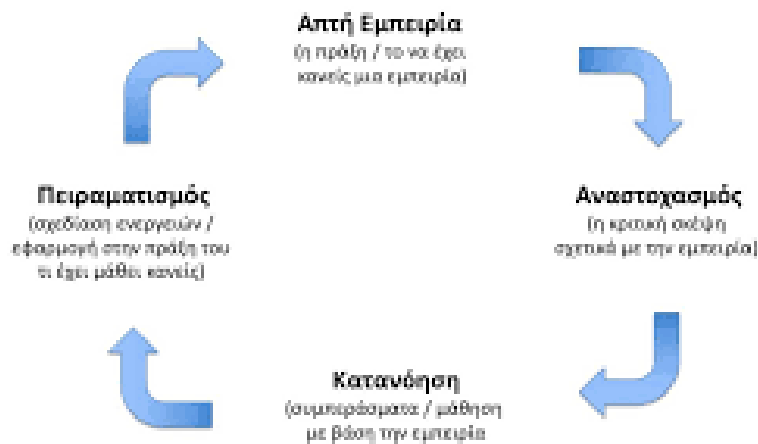 Απτή Εμπειρία
(η πράξη / το να έχει
κανείς μια εμπειρία)
Αναστοχασμός
(η κριτική σκέψη
σχετικά με την εμπειρία)
Κατανόηση
(συμπεράσματα / μάθηση
με βάση την εμπειρία
Πειραματισμός
(σχεδίαση ενεργειών /
εφαρμογή στην πράξη του
τι έχει μάθει κανείς)